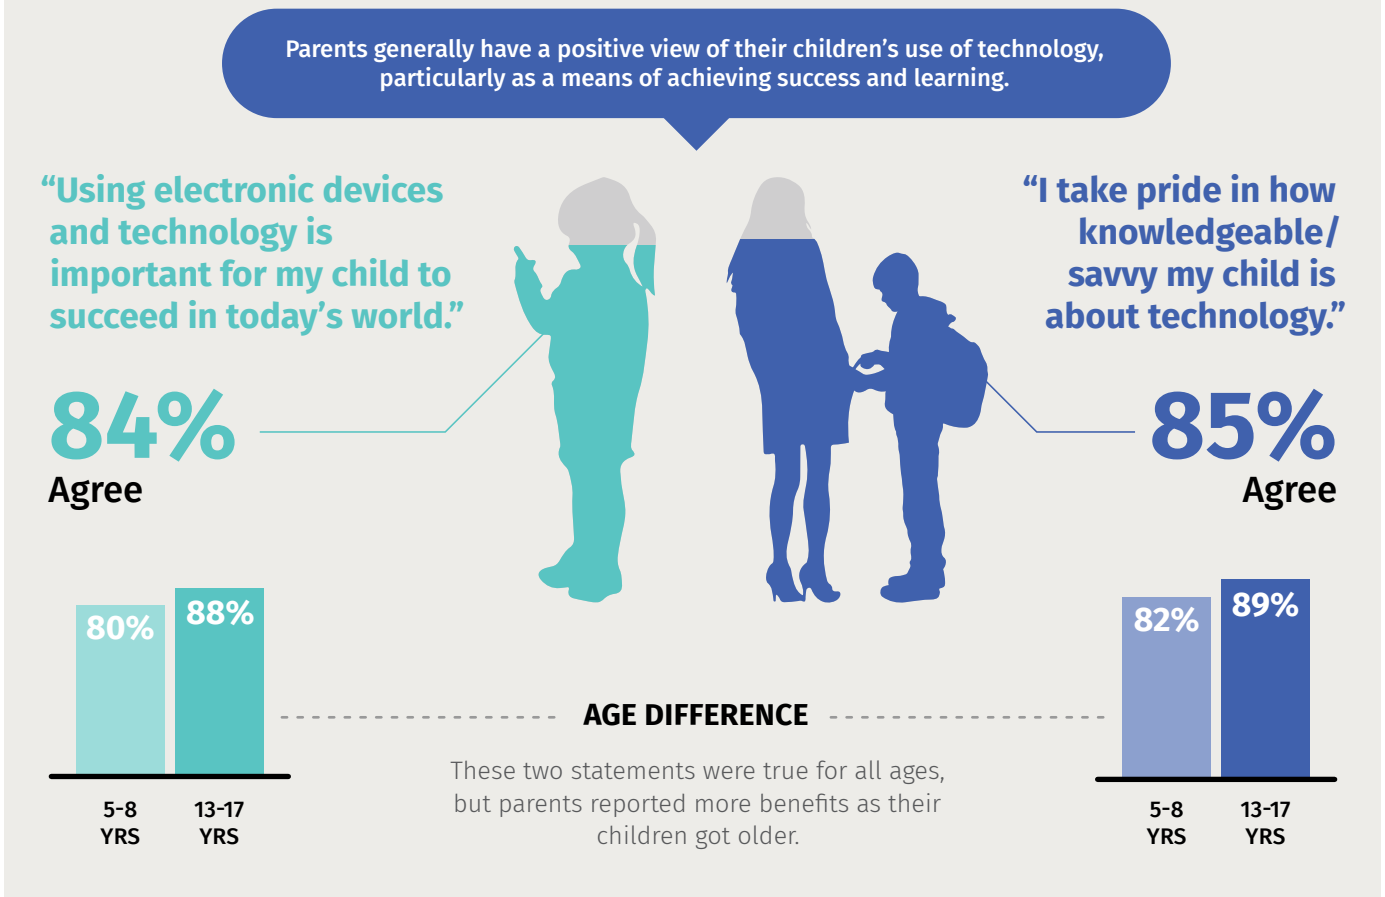 Parents generally have a positive view of their children’s use of technology,
particularly as a means of achieving success and learning.
“Using electronic devices
and technology is
important for my child to
succeed in today’s world.”
84%
Agree
“I take pride in how
knowledgeable/
savvy my child is
about technology.”
85%
Agree
80%
88%
5-8
YRS
13-17
YRS
AGE DIFFERENCE
These two statements were true for all ages,
but parents reported more benefits as their
children got older.
82%
89%
5-8
YRS
13-17
YRS